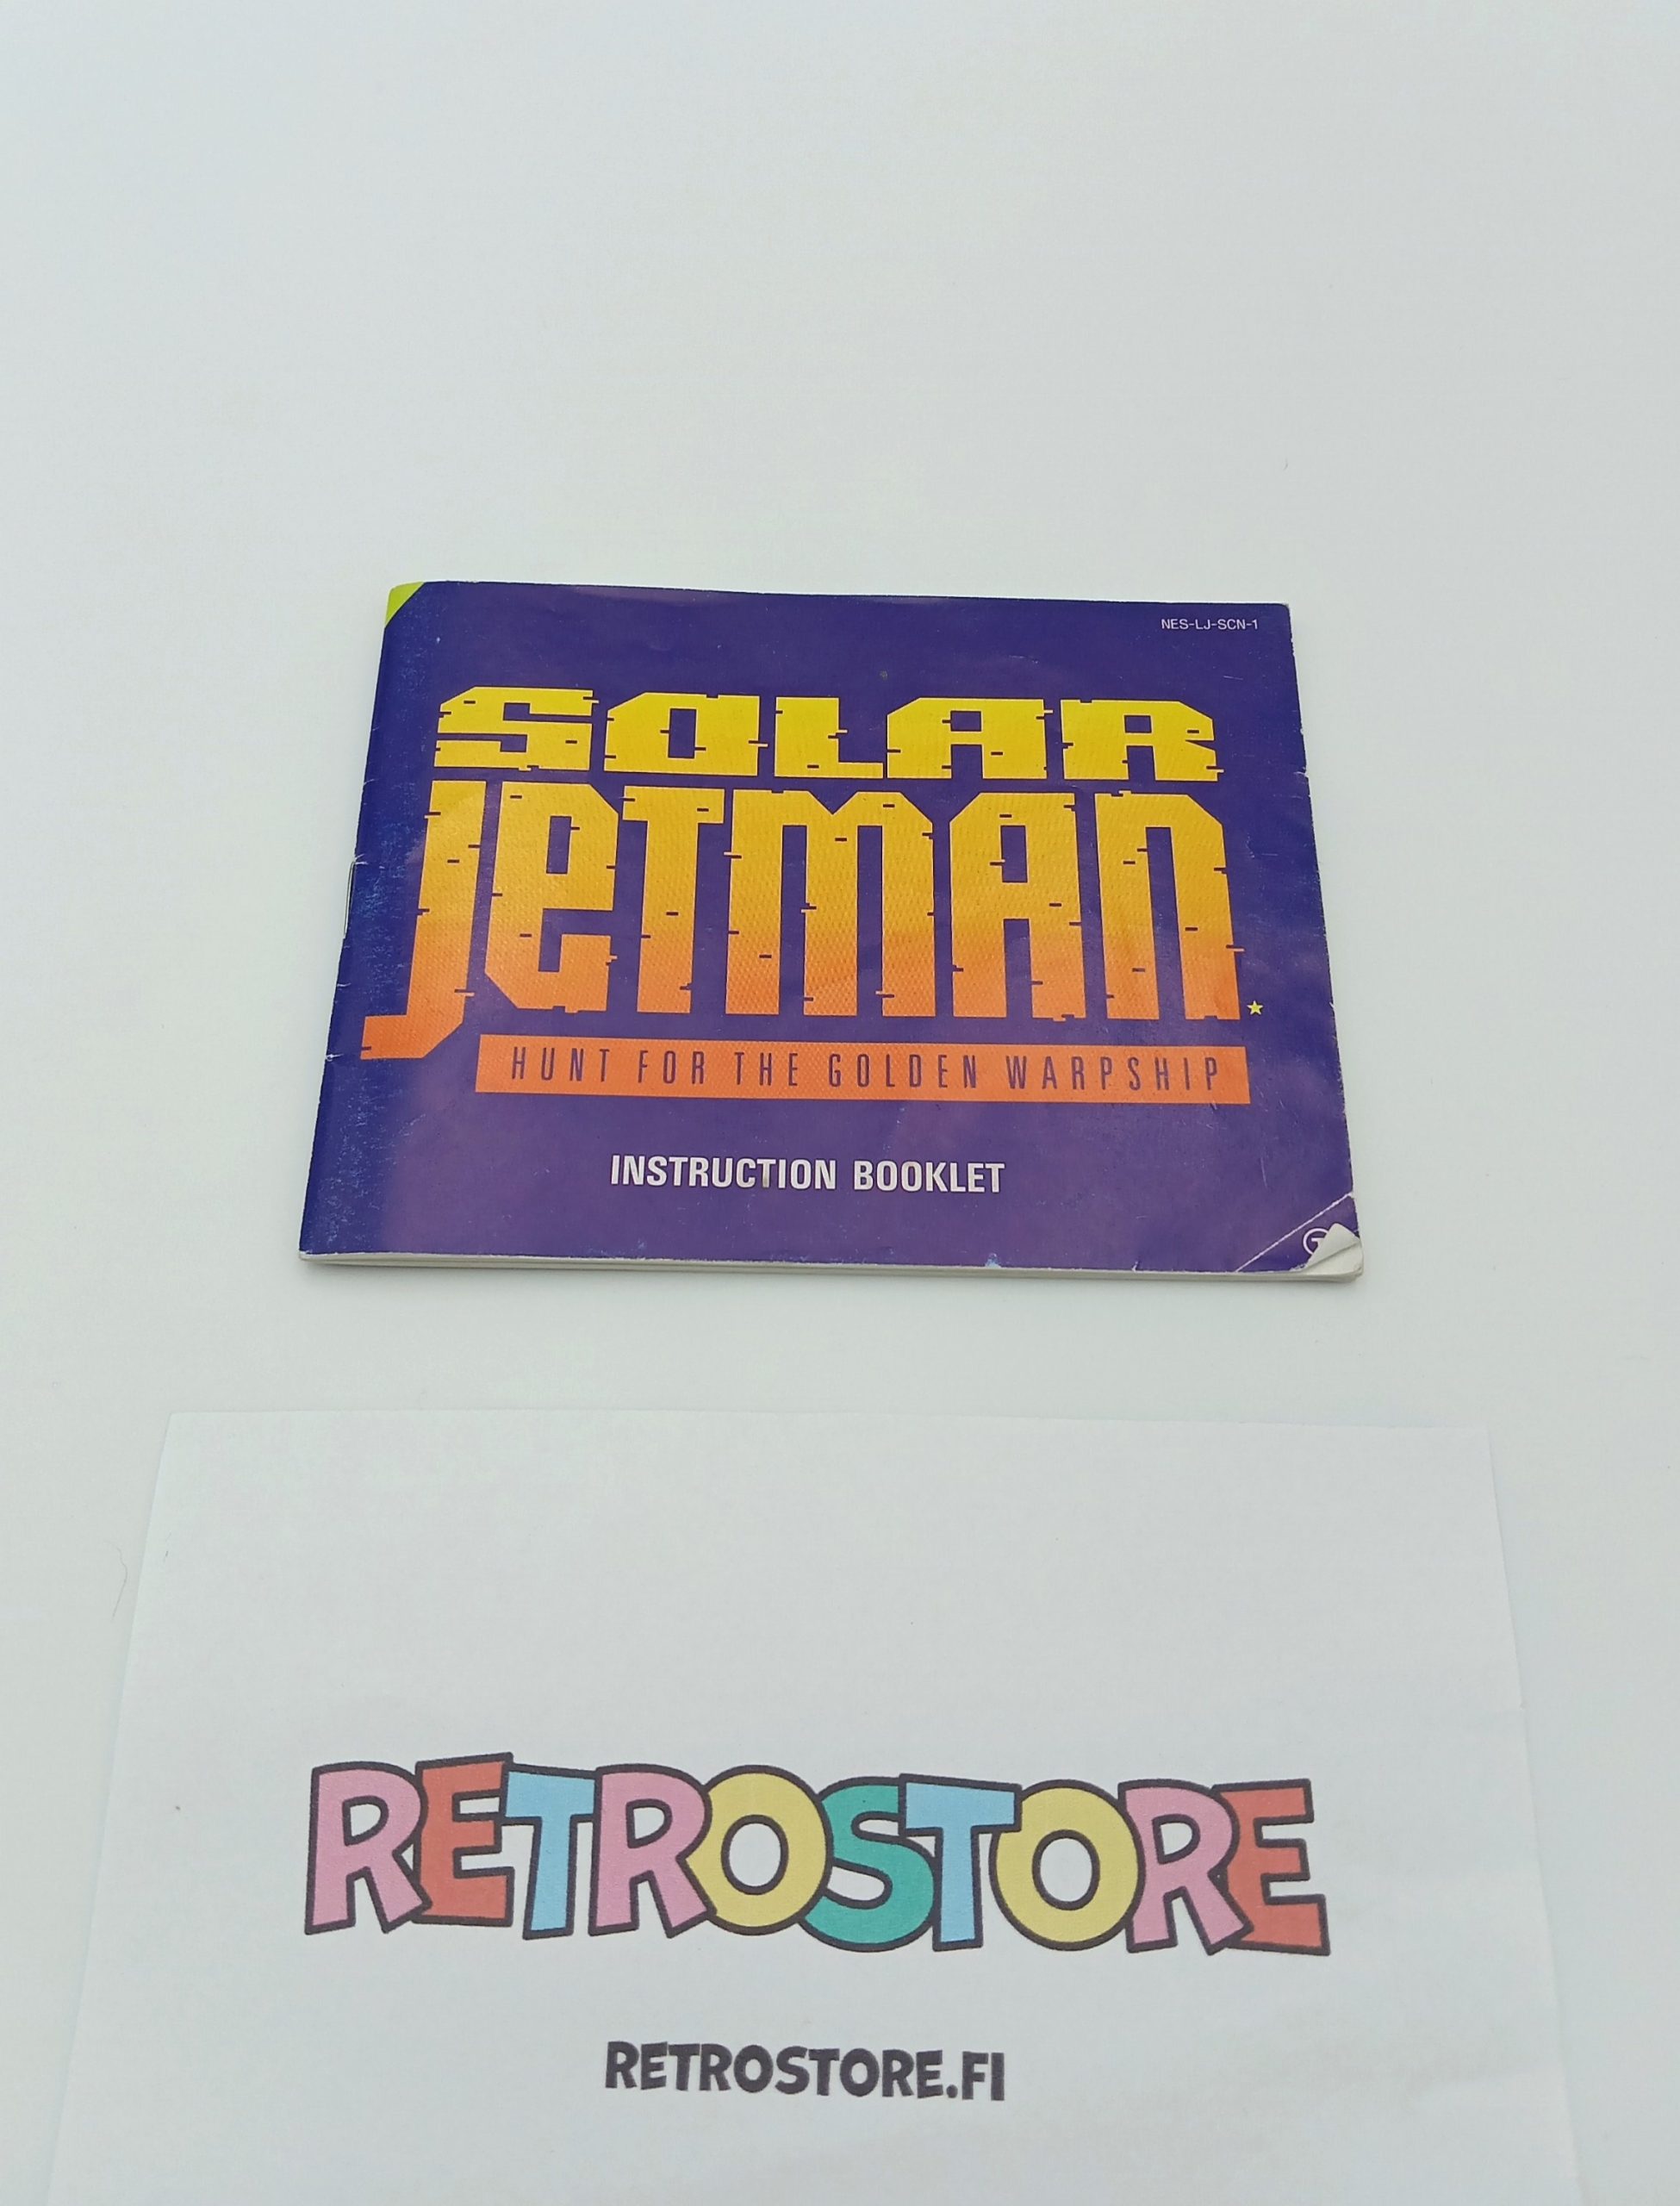 NES-LJ-SCN-1
SOLAR
JETMAN
HUNT FOR THE GOLDEN WARPSHIP
INSTRUCTION BOOKLET
RETROSTORE
RETROSTORE.FI